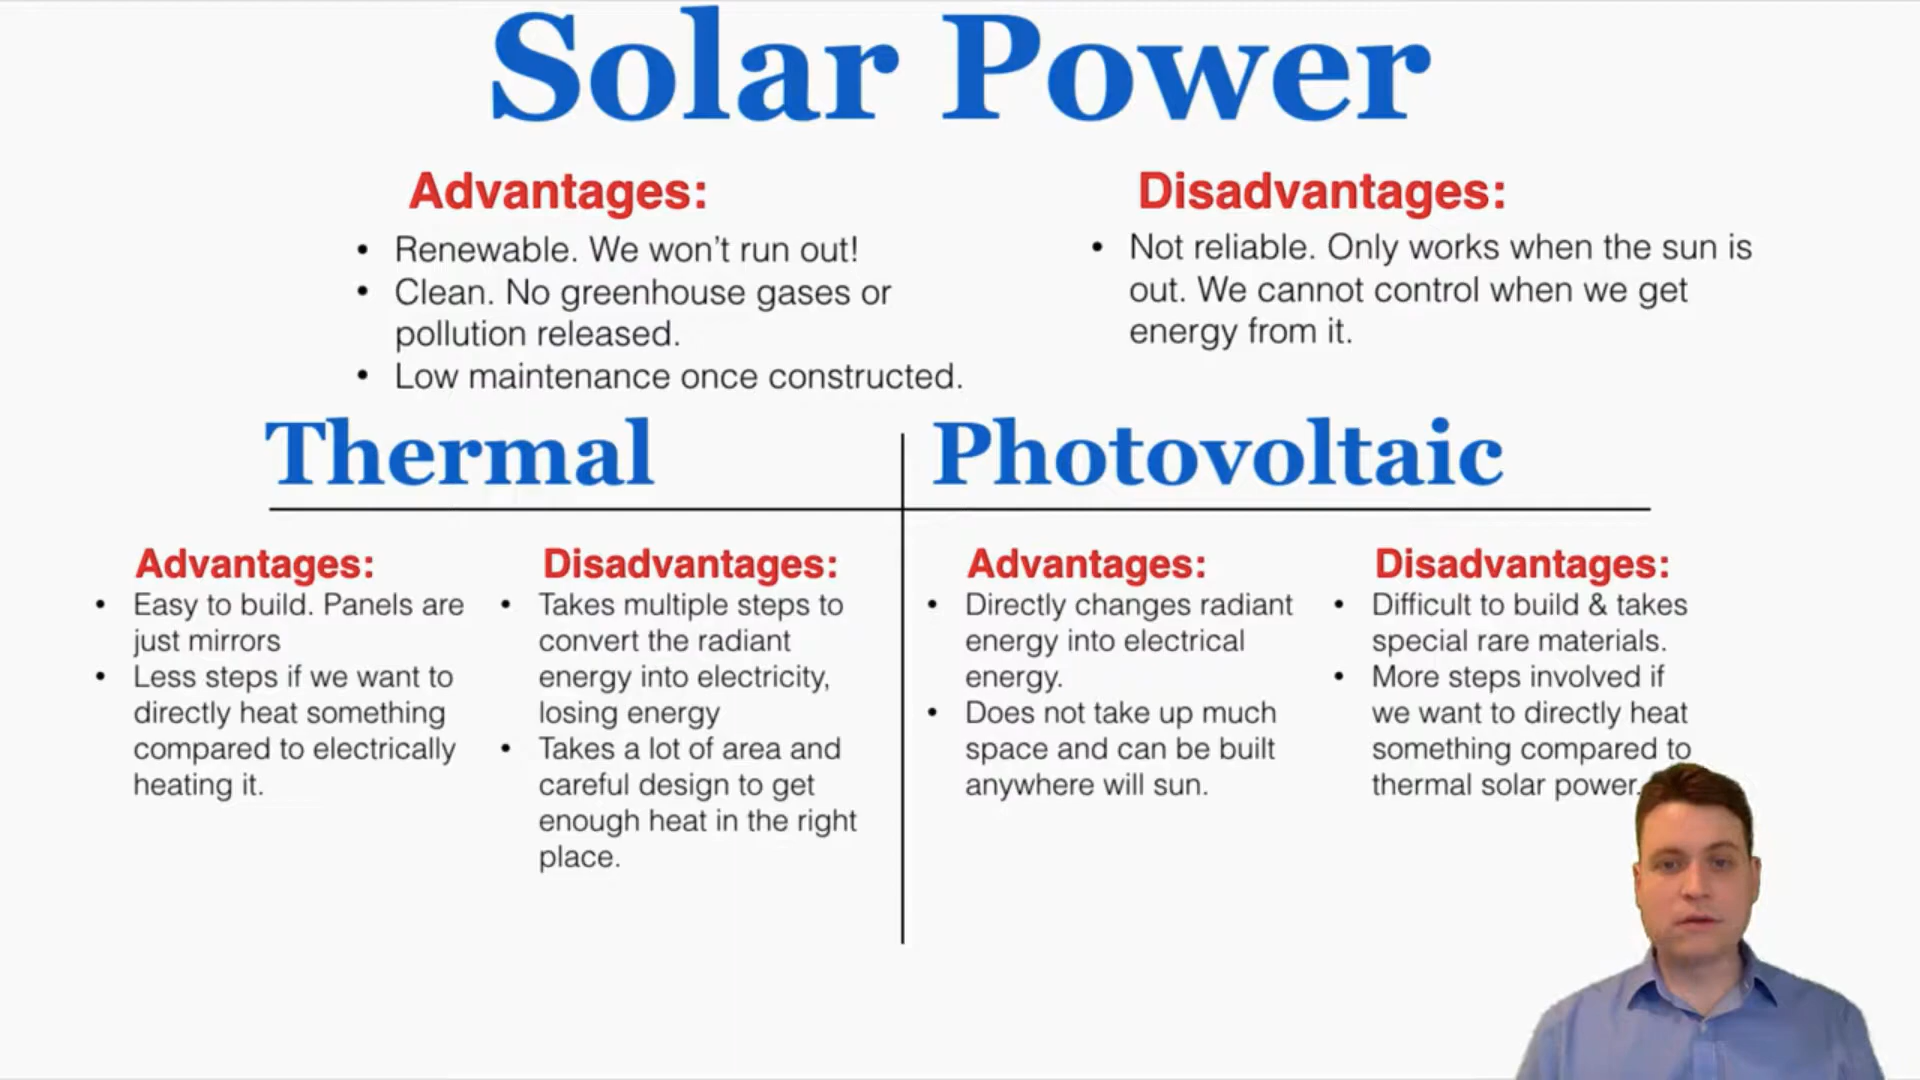 Solar Power
Advantages:
• Renewable. We won't run out!
• Clean. No greenhouse gases or
pollution released.
• Low maintenance once constructed.
Disadvantages:
• Not reliable. Only works when the sun is
out. We cannot control when we get
energy from it.
Thermal
Advantages:
• Easy to build. Panels are
just mirrors
• Less steps if we want to
directly heat something
compared to electrically
heating it.
Disadvantages:
• Takes multiple steps to
convert the radiant
energy into electricity,
losing energy
• Takes a lot of area and
careful design to get
enough heat in the right
place.
Photovoltaic
Advantages:
• Directly changes radiant
energy into electrical
energy.
• Does not take up much
space and can be built
anywhere will sun.
Disadvantages:
• Difficult to build & takes
special rare materials.
• More steps involved if
we want to directly heat
something compared to
thermal solar power.